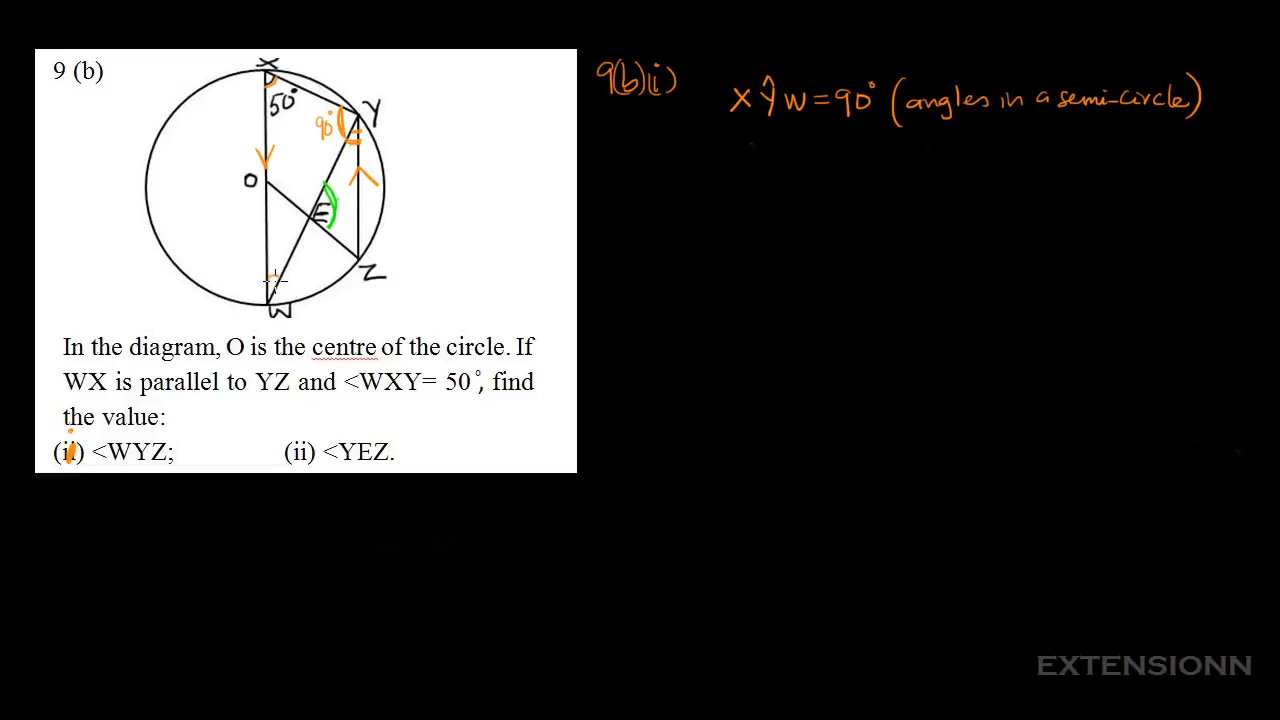 9 (b)
X
50°
Y
90°
O
E
Z
W
In the diagram, O is the centre of the circle. If
WX is parallel to YZ and <WXY= 50°, find
the value:
(i) <WYZ; (ii) <YEZ.
9(b)(i)
XŶW=90° (angles in a semi-circle)
EXTENSIONN